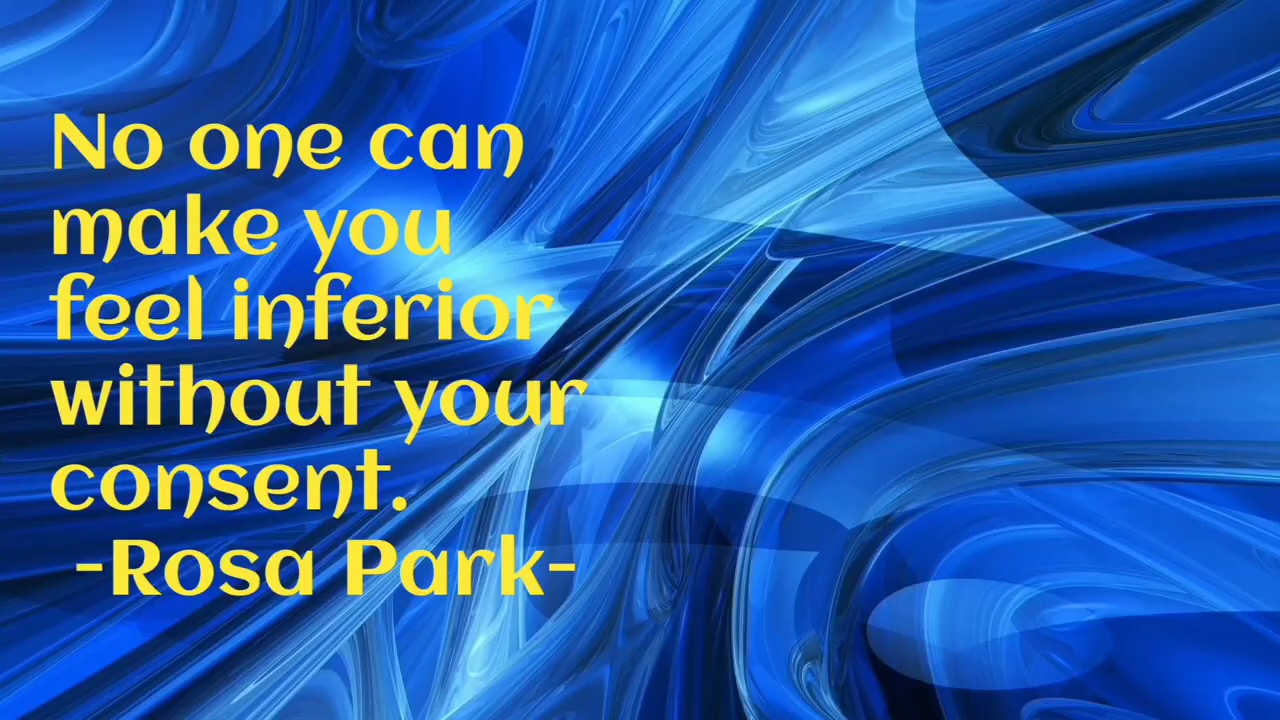 No one can
make you
feel inferior
without your
consent.
-Rosa Park-